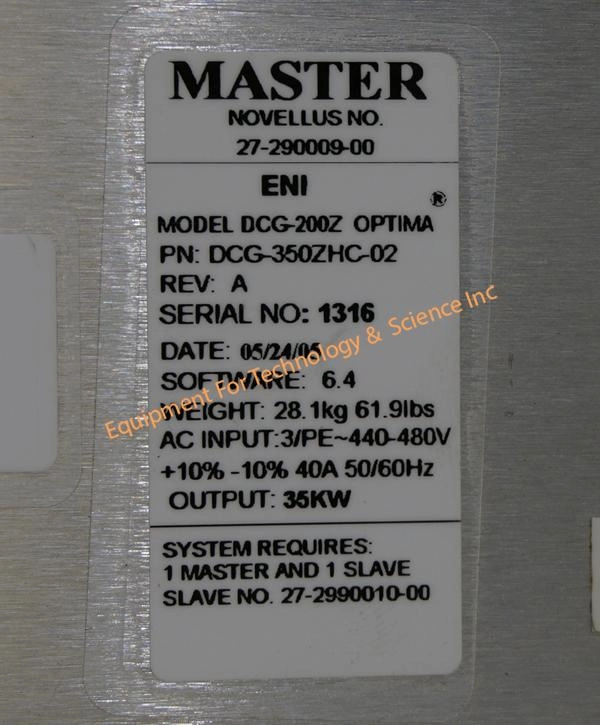 MASTER
NOVELLUS NO.
27-290009-00
ENI
®
MODEL DCG-200Z OPTIMA
PN: DCG-350ZHC-02
REV: A
SERIAL NO: 1316
DATE: 05/24/05
SOFTWARE: 6.4
WEIGHT: 28.1kg 61.9lbs
AC INPUT:3/PE~440-480V
+10% -10% 40A 50/60Hz
OUTPUT: 35KW
SYSTEM REQUIRES:
1 MASTER AND 1 SLAVE
SLAVE NO. 27-2990010-00
Equipment For Technology & Science Inc